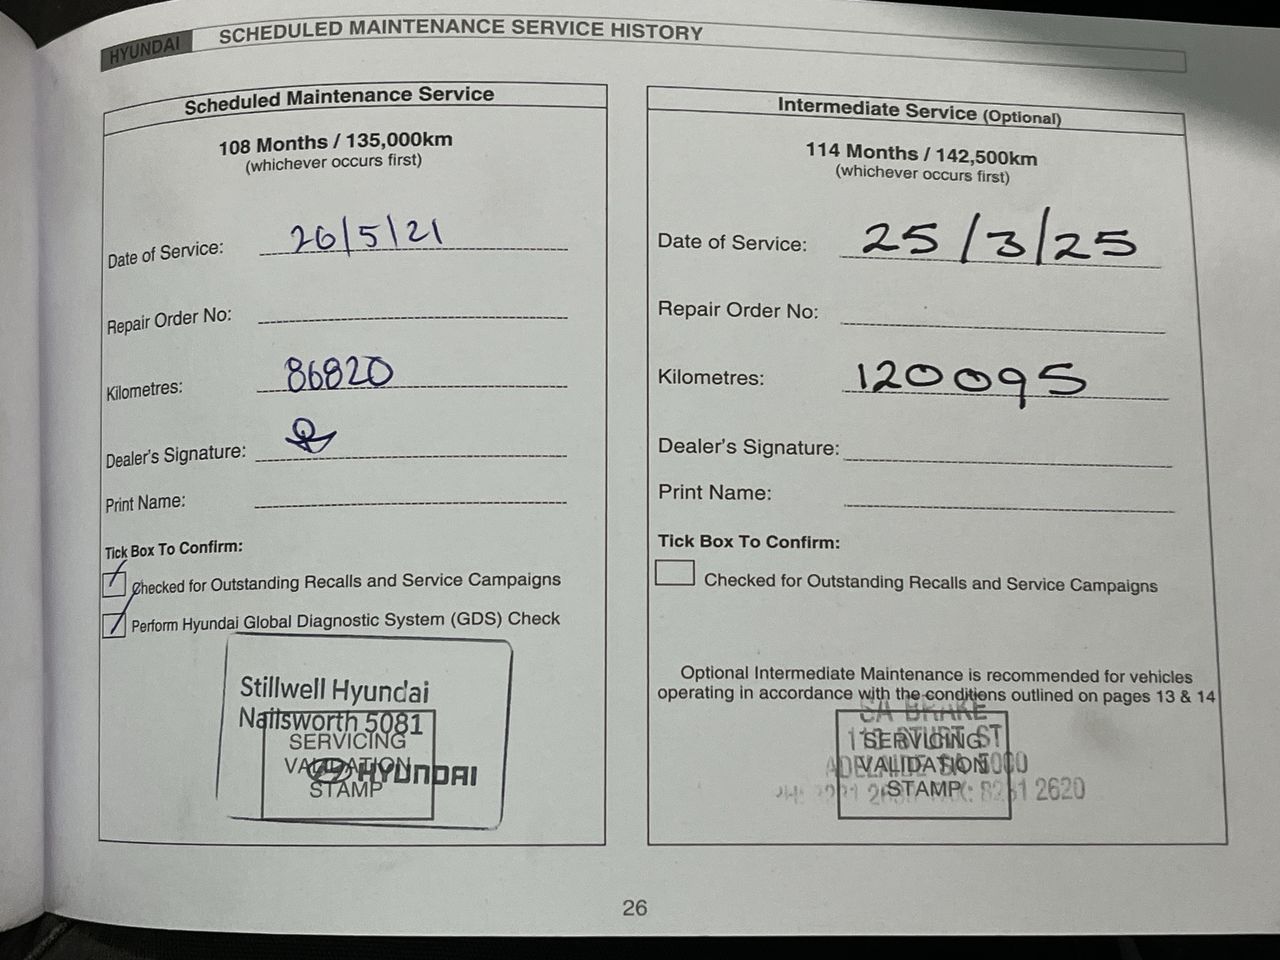 HYUNDAI
SCHEDULED MAINTENANCE SERVICE HISTORY
Scheduled Maintenance Service
108 Months / 135,000km
(whichever occurs first)
Date of Service: 26/5/21
Repair Order No:
Kilometres: 86820
Dealer's Signature:
Print Name:
Tick Box To Confirm:
Checked for Outstanding Recalls and Service Campaigns
Perform Hyundai Global Diagnostic System (GDS) Check
Stillwell Hyundai
Nailsworth 5081
SERVICING
VALIDATION
HYUNDAI
STAMP
Intermediate Service (Optional)
114 Months / 142,500km
(whichever occurs first)
Date of Service: 25/3/25
Repair Order No:
Kilometres: 120095
Dealer's Signature:
Print Name:
Tick Box To Confirm:
Checked for Outstanding Recalls and Service Campaigns
Optional Intermediate Maintenance is recommended for vehicles
operating in accordance with the conditions outlined on pages 13 & 14
BRAKE
SERVICING
ST
VALIDATION
STAMP
2620
26